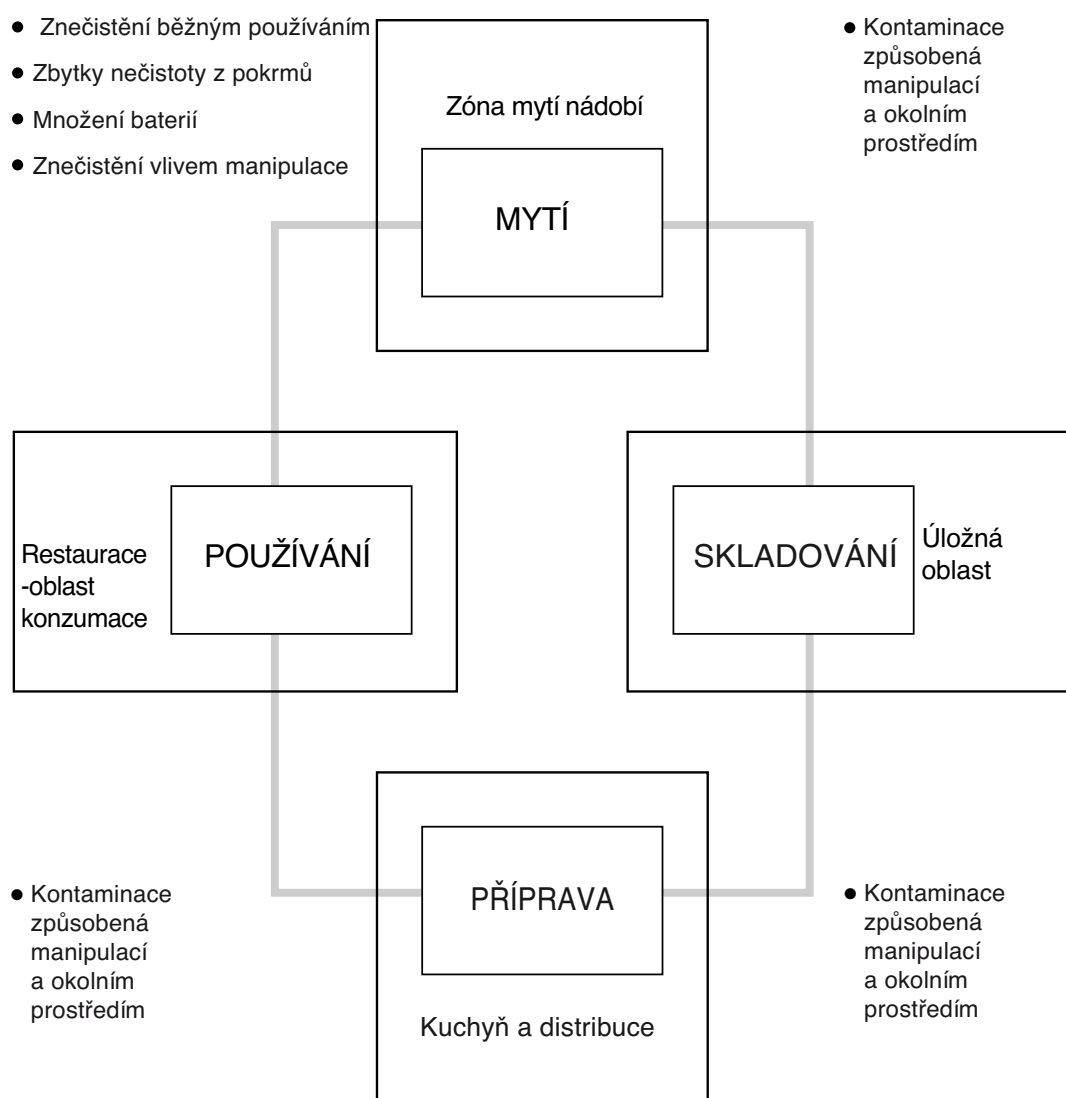 ● Znečistění běžným používáním
● Zbytky nečistoty z pokrmů
● Množení baterií
● Znečistění vlivem manipulace
● Kontaminace
způsobená
manipulací
a okolním
prostředím
Zóna mytí nádobí
MYTÍ
Restaurace
-oblast
konzumace
POUŽÍVÁNÍ
SKLADOVÁNÍ
Úložná
oblast
● Kontaminace
způsobená
manipulací
a okolním
prostředím
PŘÍPRAVA
Kuchyň a distribuce
● Kontaminace
způsobená
manipulací
a okolním
prostředím